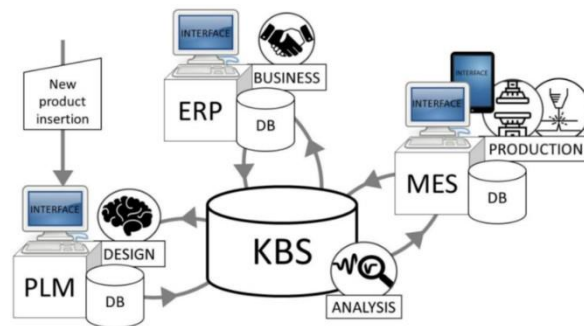 New
product
insertion
INTERFACE
BUSINESS
ERP
DB
INTERFACE
INTERFACE
PRODUCTION
MES
DB
INTERFACE
DESIGN
PLM
DB
KBS
ANALYSIS